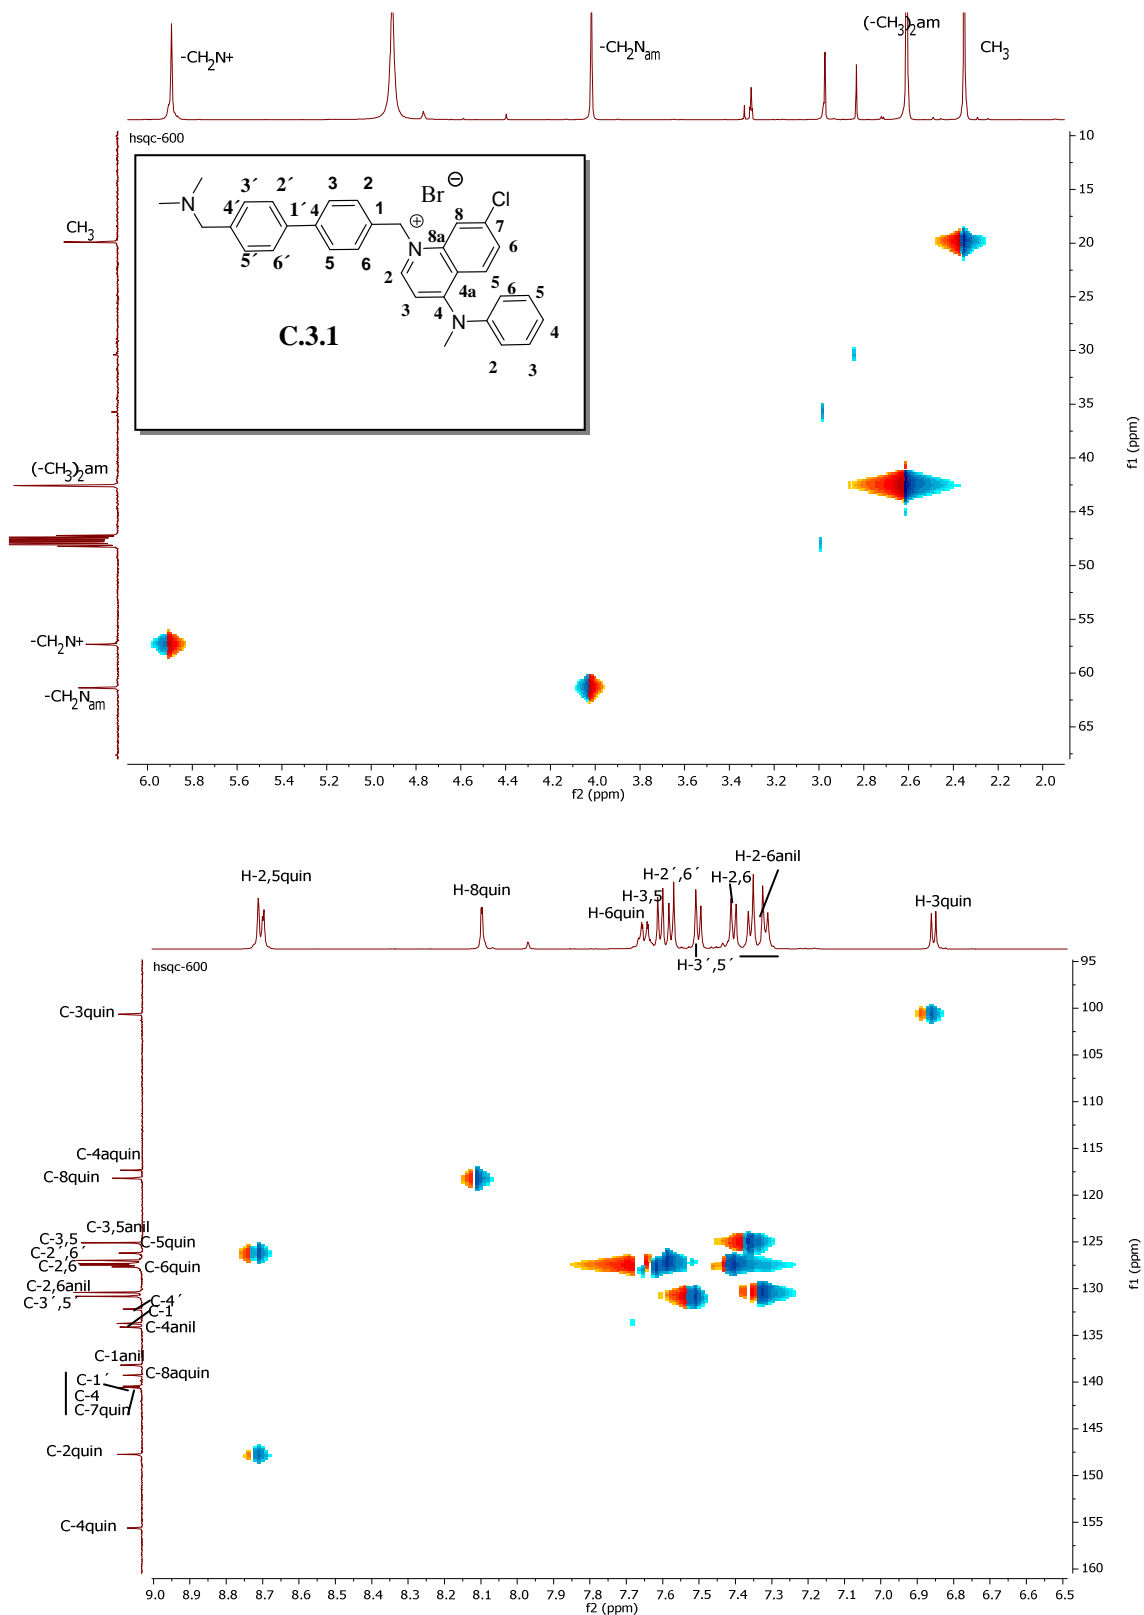 -CH2N+
-CH2Nam
(-CH3)2am
CH3
hsqc-600
Br ⊖
Cl
3´ 2´ 3 2
N 4´ 1´ 4 1 8 7
⊕
5´ 6´ 5 6 N 8a 6
2 4a 5 6 5
3 4 N 4
C.3.1
2 3
CH3
(-CH3)2am
-CH2N+
-CH2Nam
10
15
20
25
30
35
40
45
50
55
60
65
f1 (ppm)
6.0 5.8 5.6 5.4 5.2 5.0 4.8 4.6 4.4 4.2 4.0 3.8 3.6 3.4 3.2 3.0 2.8 2.6 2.4 2.2 2.0
f2 (ppm)
H-2,5quin
H-8quin
H-6quin
H-3,5
H-2´,6´
H-3´,5´
H-2,6
H-2-6anil
H-3quin
hsqc-600
C-3quin
C-4aquin
C-8quin
C-3,5anil
C-3,5
C-5quin
C-2´,6´
C-2,6
C-6quin
C-2,6anil
C-3´,5´
C-4´
C-1
C-4anil
C-1anil
C-8aquin
C-1´
C-4
C-7quin
C-2quin
C-4quin
95
100
105
110
115
120
125
130
135
140
145
150
155
160
f1 (ppm)
9.0 8.9 8.8 8.7 8.6 8.5 8.4 8.3 8.2 8.1 8.0 7.9 7.8 7.7 7.6 7.5 7.4 7.3 7.2 7.1 7.0 6.9 6.8 6.7 6.6 6.5
f2 (ppm)